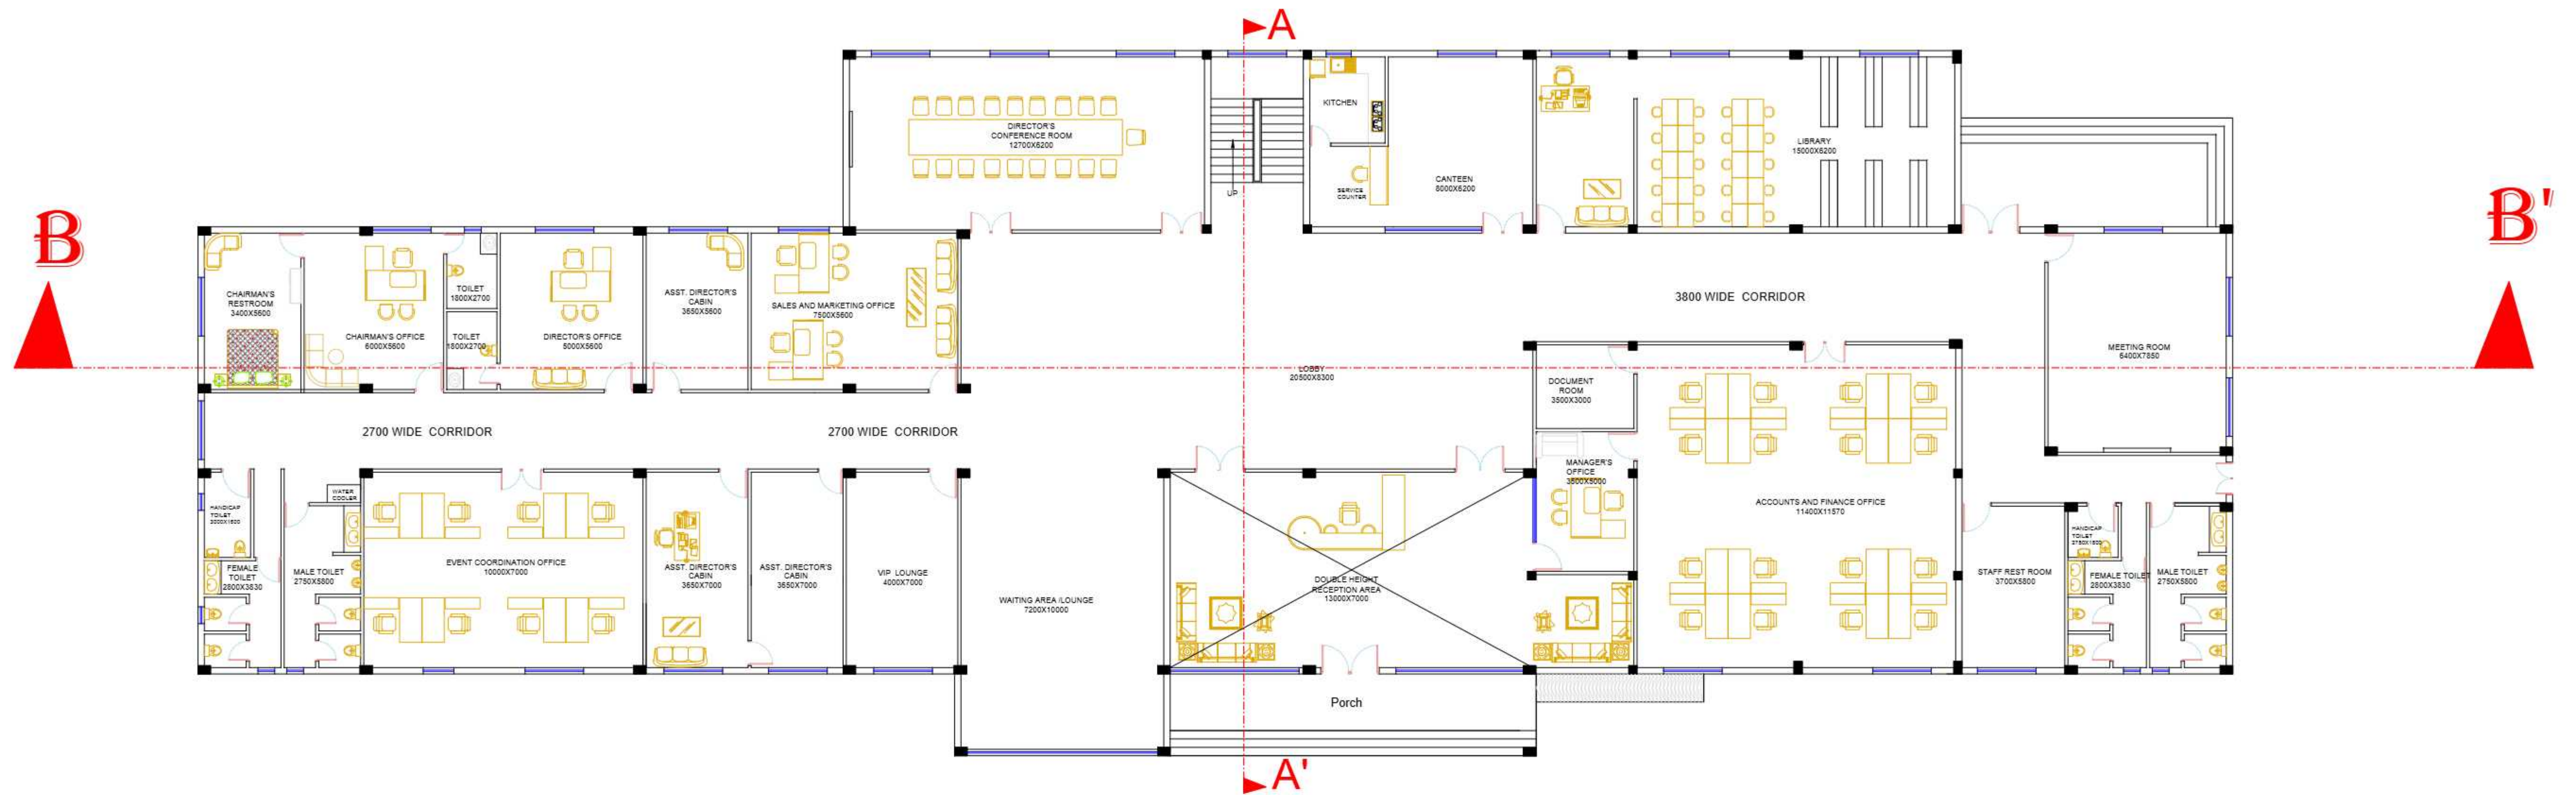 A
KITCHEN
DIRECTOR'S
CONFERENCE ROOM
12700X6200
LIBRARY
15000X6200
UP
SERVICE
COUNTER
CANTEEN
8000X6200
B
B'
CHAIRMAN'S
RESTROOM
3400X5600
CHAIRMAN'S OFFICE
6000X5600
TOILET
1800X2700
TOILET
1800X2700
DIRECTOR'S OFFICE
5000X5600
ASST. DIRECTOR'S
CABIN
3650X5600
SALES AND MARKETING OFFICE
7500X5600
3800 WIDE CORRIDOR
MEETING ROOM
6400X7850
LOBBY
20500X8300
DOCUMENT
ROOM
3500X3000
2700 WIDE CORRIDOR
2700 WIDE CORRIDOR
MANAGER'S
OFFICE
3500X5000
WATER
COOLER
HANDICAP
TOILET
2000X1600
ACCOUNTS AND FINANCE OFFICE
11400X11570
HANDICAP
TOILET
2750X1500
FEMALE
TOILET
2800X3830
MALE TOILET
2750X5800
EVENT COORDINATION OFFICE
10000X7000
ASST. DIRECTOR'S
CABIN
3650X7000
ASST. DIRECTOR'S
CABIN
3650X7000
VIP LOUNGE
4000X7000
WAITING AREA /LOUNGE
7200X10000
DOUBLE HEIGHT
RECEPTION AREA
13000X7000
STAFF REST ROOM
3700X5800
FEMALE TOILET
2800X3830
MALE TOILET
2750X5800
Porch
A'